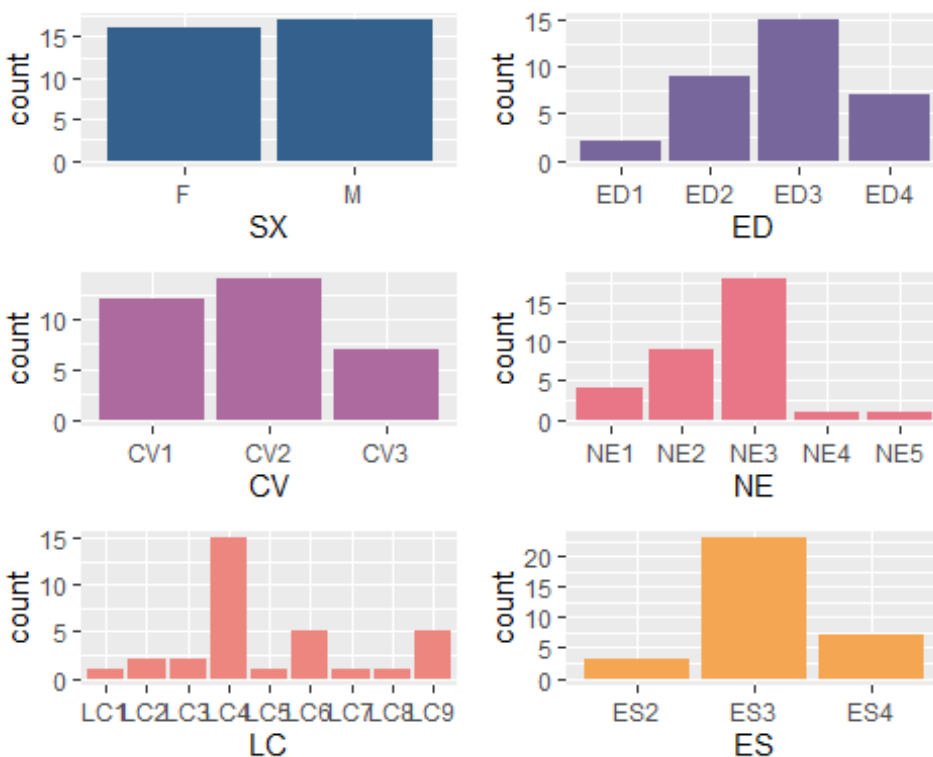 count
15
10
5
0
F M
SX
count
15
10
5
0
ED1 ED2 ED3 ED4
ED
count
10
5
0
CV1 CV2 CV3
CV
count
15
10
5
0
NE1 NE2 NE3 NE4 NE5
NE
count
15
10
5
0
LC1 LC2 LC3 LC4 LC5 LC6 LC7 LC8 LC9
LC
count
20
15
10
5
0
ES2 ES3 ES4
ES